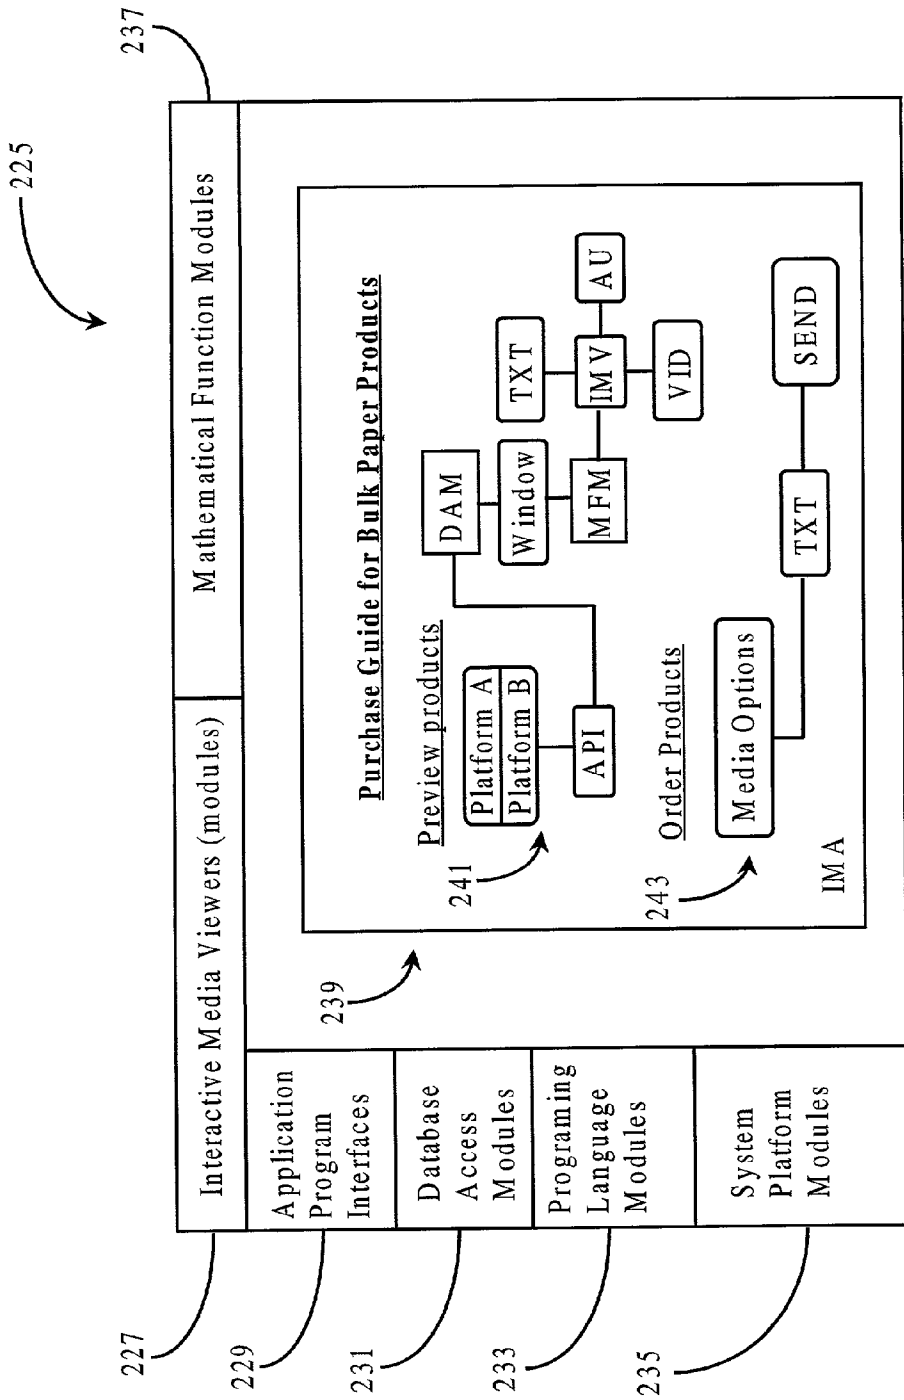 225
237
Interactive Media Viewers (modules)
Mathematical Function Modules
227
229
Application
Program
Interfaces
231
Database
Access
Modules
233
Programing
Language
Modules
235
System
Platform
Modules
239
Purchase Guide for Bulk Paper Products
Preview products
241
Platform A
Platform B
API
DAM
Window
MFM
TXT
IMV
AU
VID
Order Products
243
Media Options
TXT
SEND
IMA